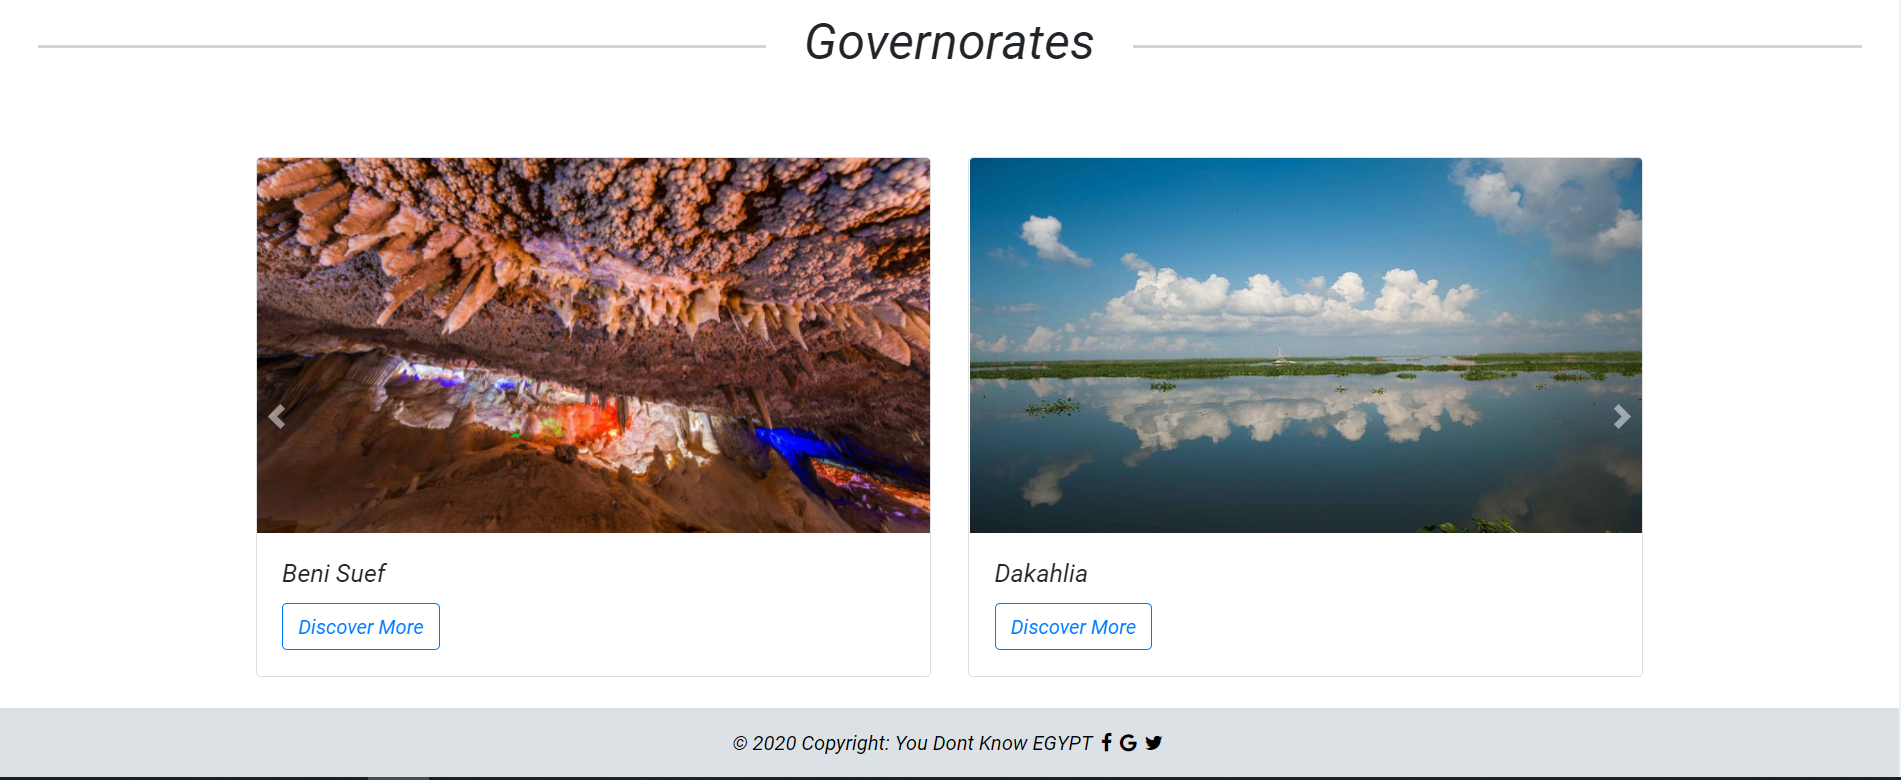 Governorates
Beni Suef
Dakahlia
Discover More
Discover More
© 2020 Copyright: You Dont Know EGYPT